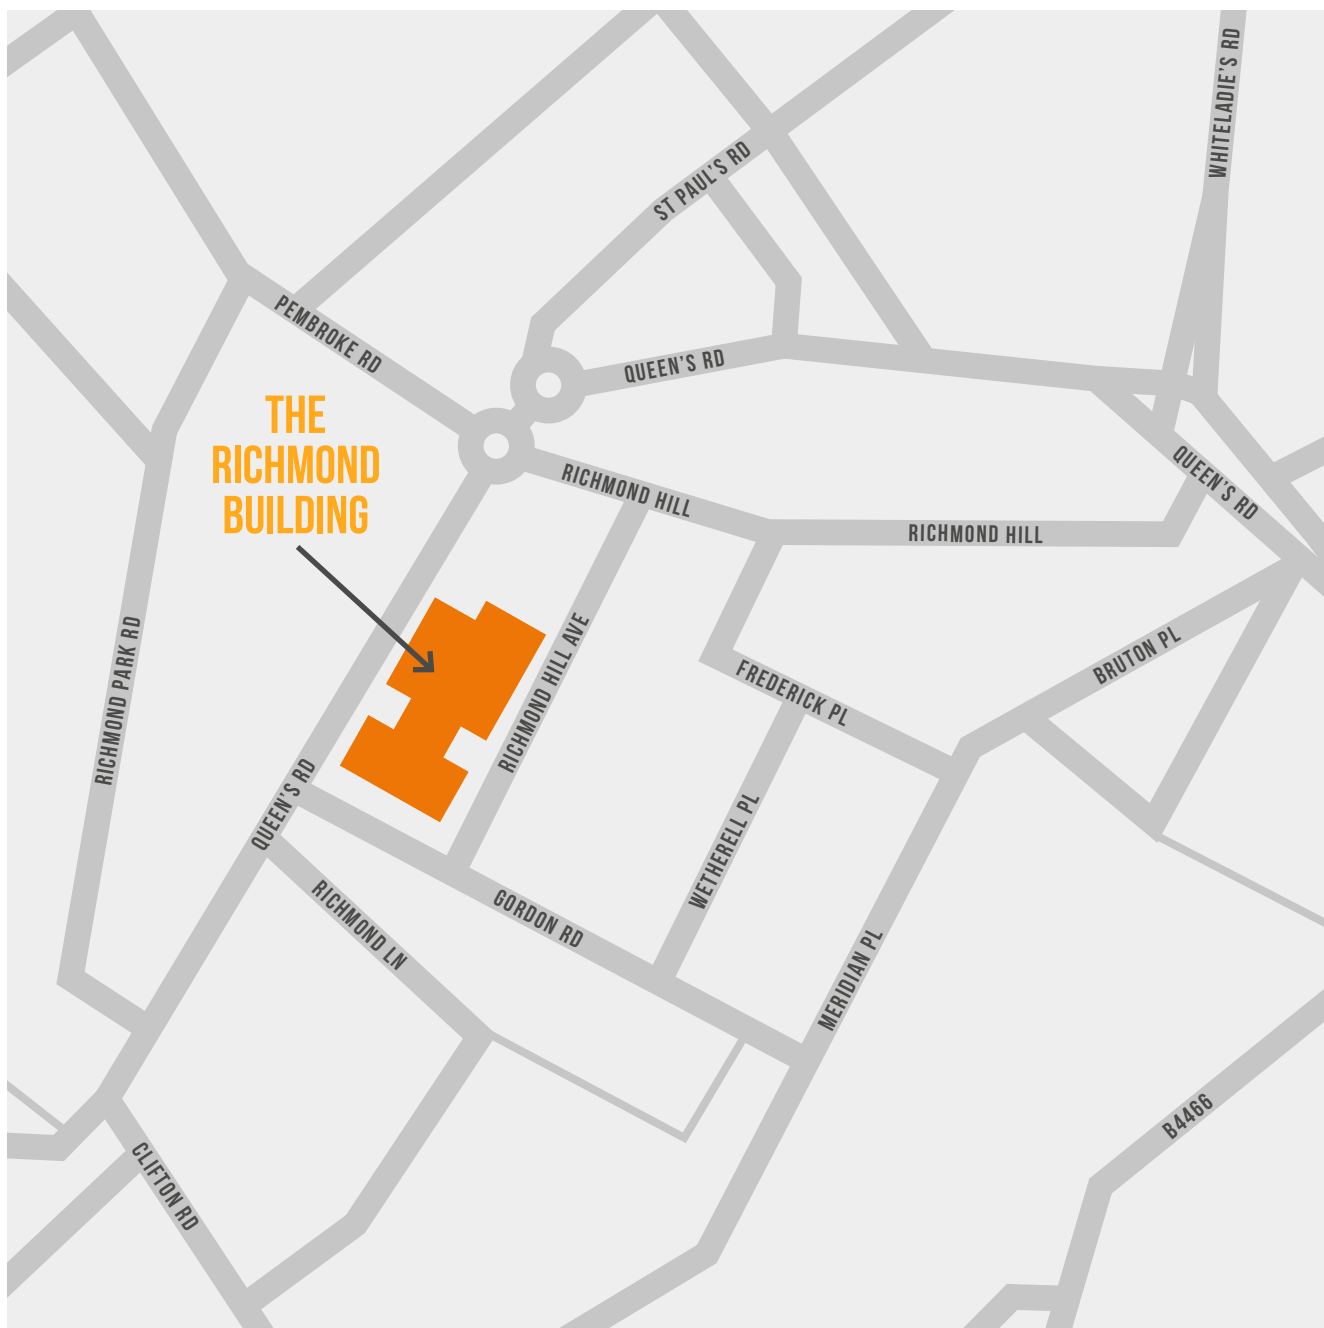 WHITELADIE'S RD
ST PAUL'S RD
PEMBROKE RD
QUEEN'S RD
THE
RICHMOND
BUILDING
RICHMOND HILL
RICHMOND HILL
QUEEN'S RD
RICHMOND PARK RD
RICHMOND HILL AVE
BRUTON PL
FREDERICK PL
QUEEN'S RD
WETHERELL PL
RICHMOND LN
GORDON RD
MERIDIAN PL
B4466
CLIFTON RD